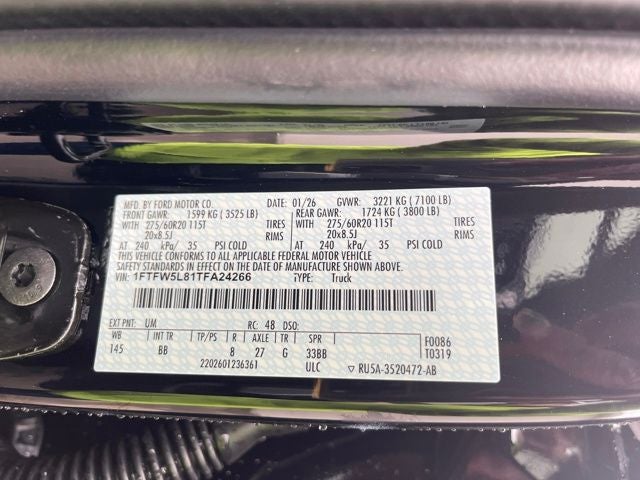 MFD. BY FORD MOTOR CO.
DATE: 01/26 GVWR: 3221 KG ( 7100 LB)
FRONT GAWR: 1599 KG ( 3525 LB) REAR GAWR: 1724 KG ( 3800 LB)
WITH 275/60R20 115T TIRES WITH 275/60R20 115T TIRES
20x8.5J RIMS 20x8.5J RIMS
AT 240 kPa/ 35 PSI COLD AT 240 kPa/ 35 PSI COLD
THIS VEHICLE CONFORMS TO ALL APPLICABLE FEDERAL MOTOR VEHICLE
SAFETY STANDARDS IN EFFECT ON THE DATE OF MANUFACTURE SHOWN ABOVE.
VIN: 1FTFW5L81TFA24266 TYPE: Truck
EXT PNT: UM RC: 48 DSO:
WB INT TR TP/PS R AXLE TR SPR F0086
145 BB 8 27 G 33BB T0319
2202601236361 ULC RU5A-3520472-AB